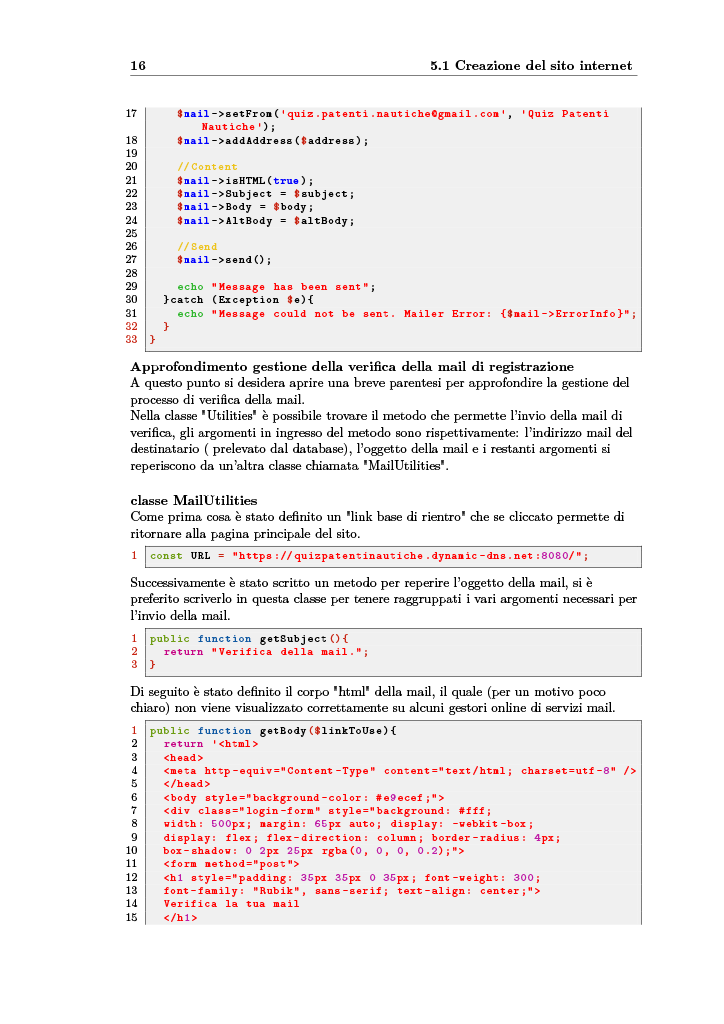 16 5.1 Creazione del sito internet
17 $mail->setFrom('quiz.patenti.nautiche@gmail.com', 'Quiz Patenti
Nautiche');
18 $mail->addAddress($address);
19
20 //Content
21 $mail->isHTML(true);
22 $mail->Subject = $subject;
23 $mail->Body = $body;
24 $mail->AltBody = $altBody;
25
26 //Send
27 $mail->send();
28
29 echo "Message has been sent";
30 }catch (Exception $e){
31 echo "Message could not be sent. Mailer Error: {$mail->ErrorInfo}";
32 }
33 }
Approfondimento gestione della verifica della mail di registrazione
A questo punto si desidera aprire una breve parentesi per approfondire la gestione del
processo di verifica della mail.
Nella classe "Utilities" è possibile trovare il metodo che permette l'invio della mail di
verifica, gli argomenti in ingresso del metodo sono rispettivamente: l'indirizzo mail del
destinatario ( prelevato dal database), l'oggetto della mail e i restanti argomenti si
reperiscono da un'altra classe chiamata "MailUtilities".
classe MailUtilities
Come prima cosa è stato definito un "link base di rientro" che se cliccato permette di
ritornare alla pagina principale del sito.
1 const URL = "https://quizpatentinautiche.dynamic-dns.net:8080/";
Successivamente è stato scritto un metodo per reperire l'oggetto della mail, si è
preferito scriverlo in questa classe per tenere raggruppati i vari argomenti necessari per
l'invio della mail.
1 public function getSubject(){
2 return "Verifica della mail.";
3 }
Di seguito è stato definito il corpo "html" della mail, il quale (per un motivo poco
chiaro) non viene visualizzato correttamente su alcuni gestori online di servizi mail.
1 public function getBody($linkToUse){
2 return '<html>
3 <head>
4 <meta http-equiv="Content-Type" content="text/html; charset=utf-8" />
5 </head>
6 <body style="background-color: #e9ecef;">
7 <div class="login-form" style="background: #fff;
8 width: 500px; margin: 65px auto; display: -webkit-box;
9 display: flex; flex-direction: column; border-radius: 4px;
10 box-shadow: 0 2px 25px rgba(0, 0, 0, 0.2);">
11 <form method="post">
12 <h1 style="padding: 35px 35px 0 35px; font-weight: 300;
13 font-family: "Rubik", sans-serif; text-align: center;">
14 Verifica la tua mail
15 </h1>